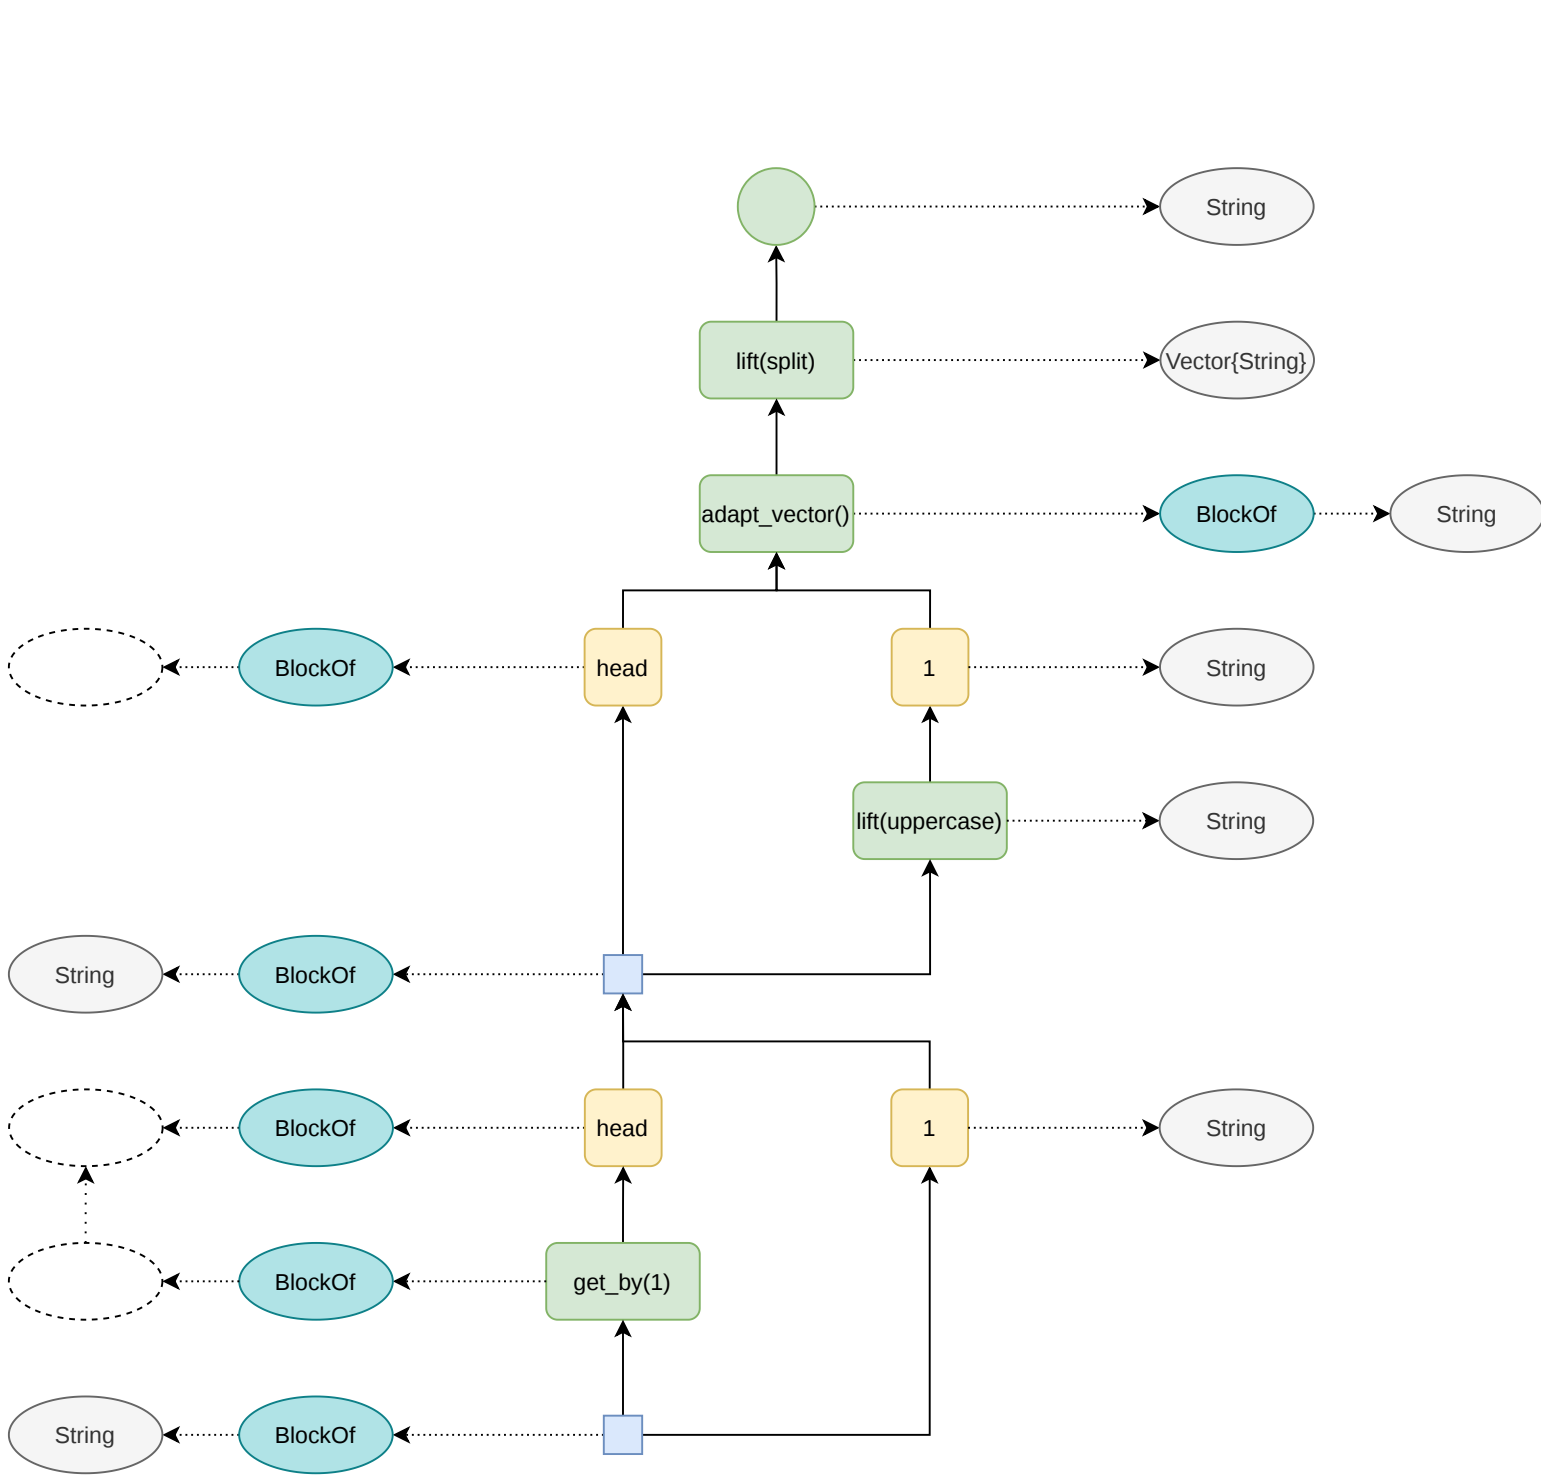 String
lift(split)
Vector{String}
adapt_vector()
BlockOf
String
BlockOf
head
1
String
lift(uppercase)
String
String
BlockOf
BlockOf
head
1
String
BlockOf
get_by(1)
String
BlockOf